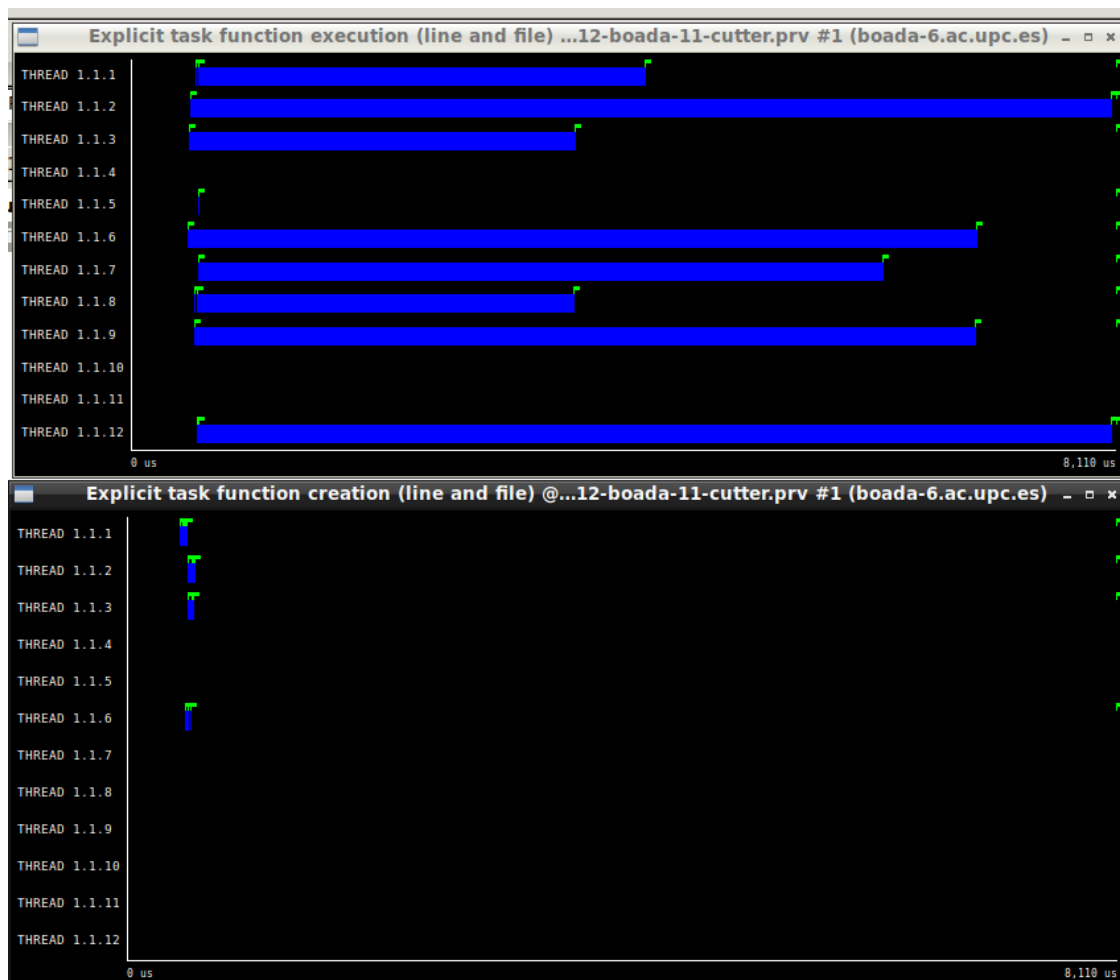 Explicit task function execution (line and file) ...12-boada-11-cutter.prv #1 (boada-6.ac.upc.es)
THREAD 1.1.1
THREAD 1.1.2
THREAD 1.1.3
THREAD 1.1.4
THREAD 1.1.5
THREAD 1.1.6
THREAD 1.1.7
THREAD 1.1.8
THREAD 1.1.9
THREAD 1.1.10
THREAD 1.1.11
THREAD 1.1.12
0 us 8,110 us
Explicit task function creation (line and file) @...12-boada-11-cutter.prv #1 (boada-6.ac.upc.es)
THREAD 1.1.1
THREAD 1.1.2
THREAD 1.1.3
THREAD 1.1.4
THREAD 1.1.5
THREAD 1.1.6
THREAD 1.1.7
THREAD 1.1.8
THREAD 1.1.9
THREAD 1.1.10
THREAD 1.1.11
THREAD 1.1.12
0 us 8,110 us